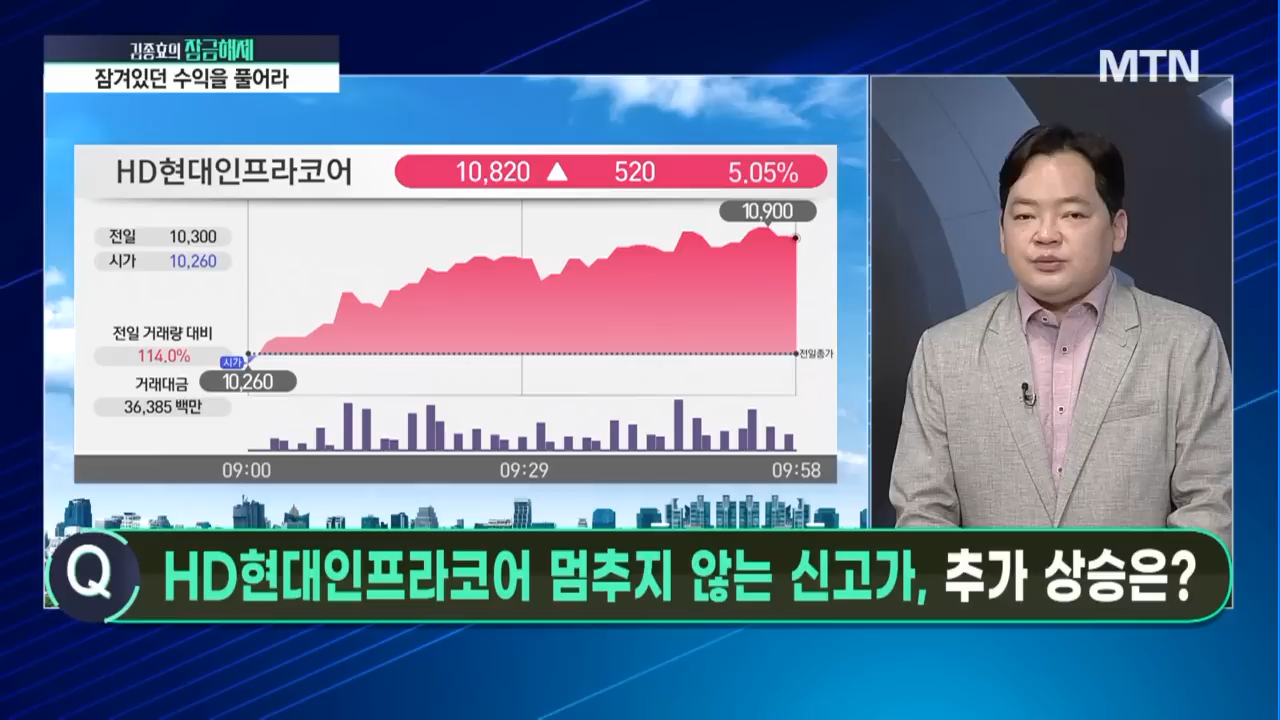 김종효의 잠금해제
잠겨있던 수익을 풀어라
MTN
HD현대인프라코어
10,820 ▲ 520 5.05%
10,900
전일 10,300
시가 10,260
전일 거래량 대비
114.0%
시가
전일종가
거래대금
10,260
36,385 백만
09:00 09:29 09:58
Q HD현대인프라코어 멈추지 않는 신고가, 추가 상승은?